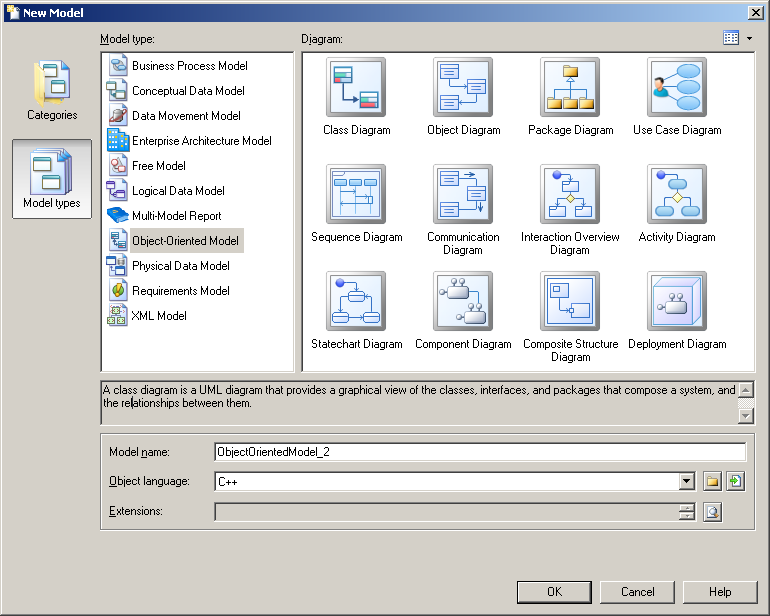 New Model
Model type:
Diagram:
Categories
Model types
Business Process Model
Conceptual Data Model
Data Movement Model
Enterprise Architecture Model
Free Model
Logical Data Model
Multi-Model Report
Object-Oriented Model
Physical Data Model
Requirements Model
XML Model
Class Diagram
Object Diagram
Package Diagram
Use Case Diagram
Sequence Diagram
Communication
Diagram
Interaction Overview
Diagram
Activity Diagram
Statechart Diagram
Component Diagram
Composite Structure
Diagram
Deployment Diagram
A class diagram is a UML diagram that provides a graphical view of the classes, interfaces, and packages that compose a system, and
the relationships between them.
Model name:
ObjectOrientedModel_2
Object language:
C++
Extensions:
OK
Cancel
Help